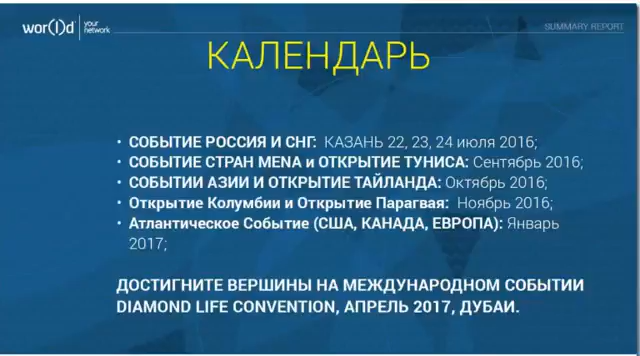 wor(l)d
your
network
SUMMARY REPORT
КАЛЕНДАРЬ
• СОБЫТИЕ РОССИЯ И СНГ: КАЗАНЬ 22, 23, 24 июля 2016;
• СОБЫТИЕ СТРАН MENA и ОТКРЫТИЕ ТУНИСА: Сентябрь 2016;
• СОБЫТИИ АЗИИ И ОТКРЫТИЕ ТАЙЛАНДА: Октябрь 2016;
• Открытие Колумбии и Открытие Парагвая: Ноябрь 2016;
• Атлантическое Событие (США, КАНАДА, ЕВРОПА): Январь
2017;
ДОСТИГНИТЕ ВЕРШИНЫ НА МЕЖДУНАРОДНОМ СОБЫТИИ
DIAMOND LIFE CONVENTION, АПРЕЛЬ 2017, ДУБАИ.